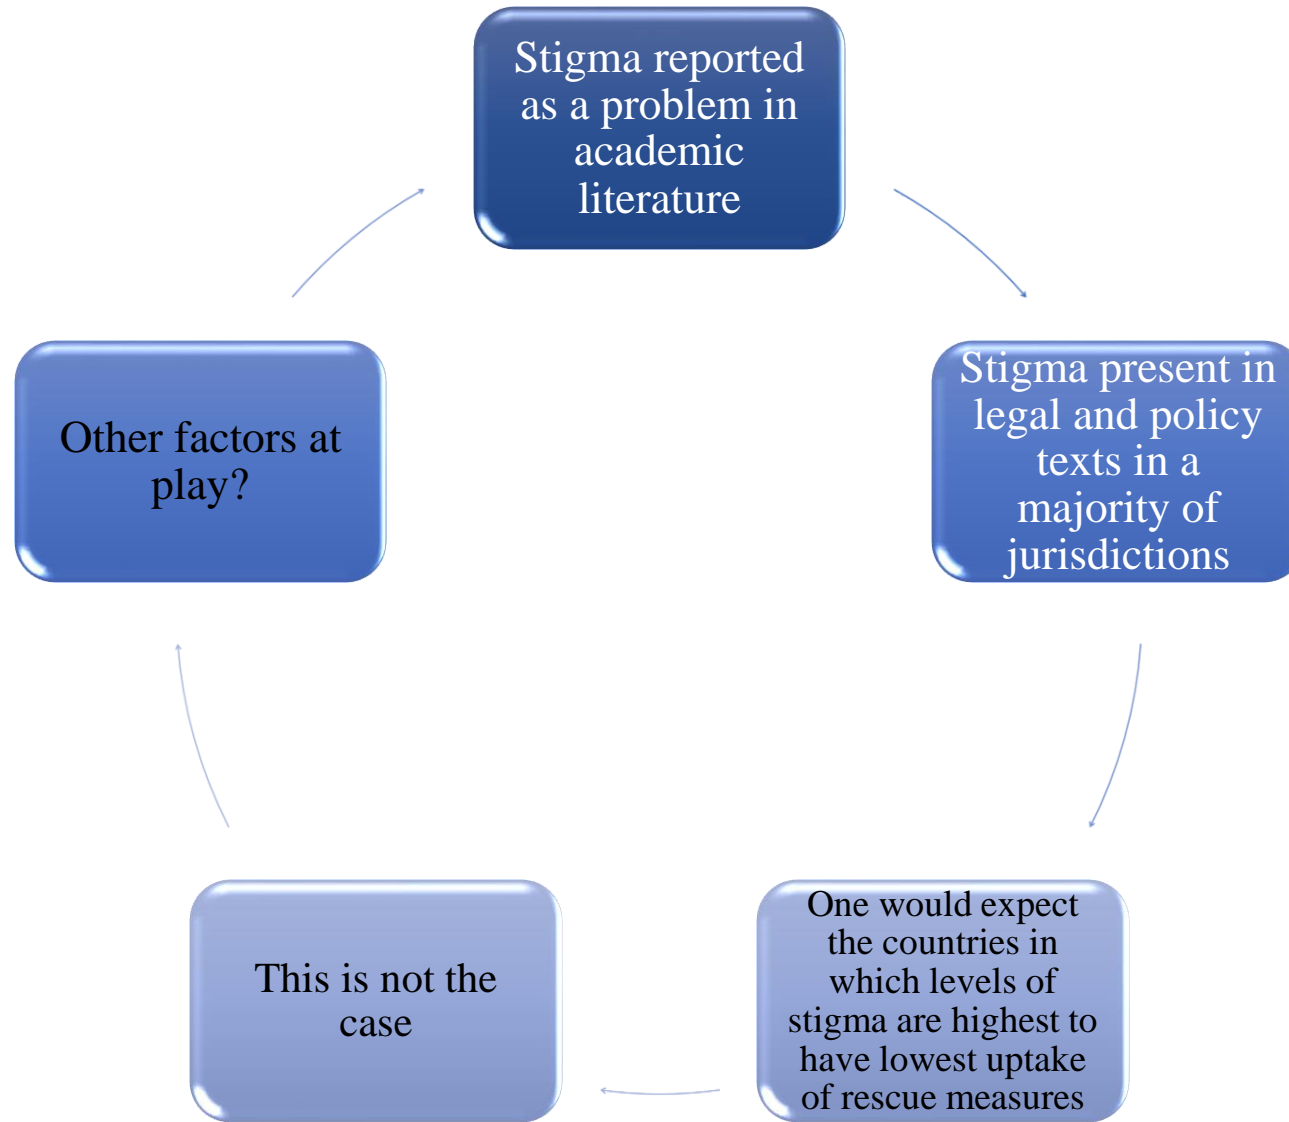 Stigma reported
as a problem in
academic
literature
Stigma present in
legal and policy
texts in a
majority of
jurisdictions
One would expect
the countries in
which levels of
stigma are highest to
have lowest uptake
of rescue measures
This is not the
case
Other factors at
play?